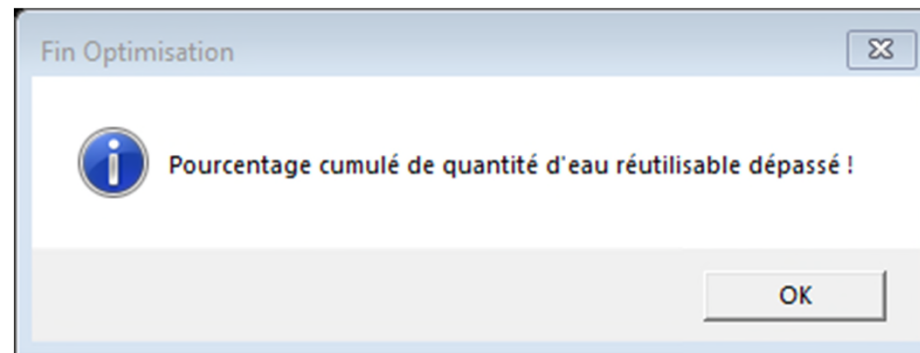 Fin Optimisation
Pourcentage cumulé de quantité d'eau réutilisable dépassé !
OK